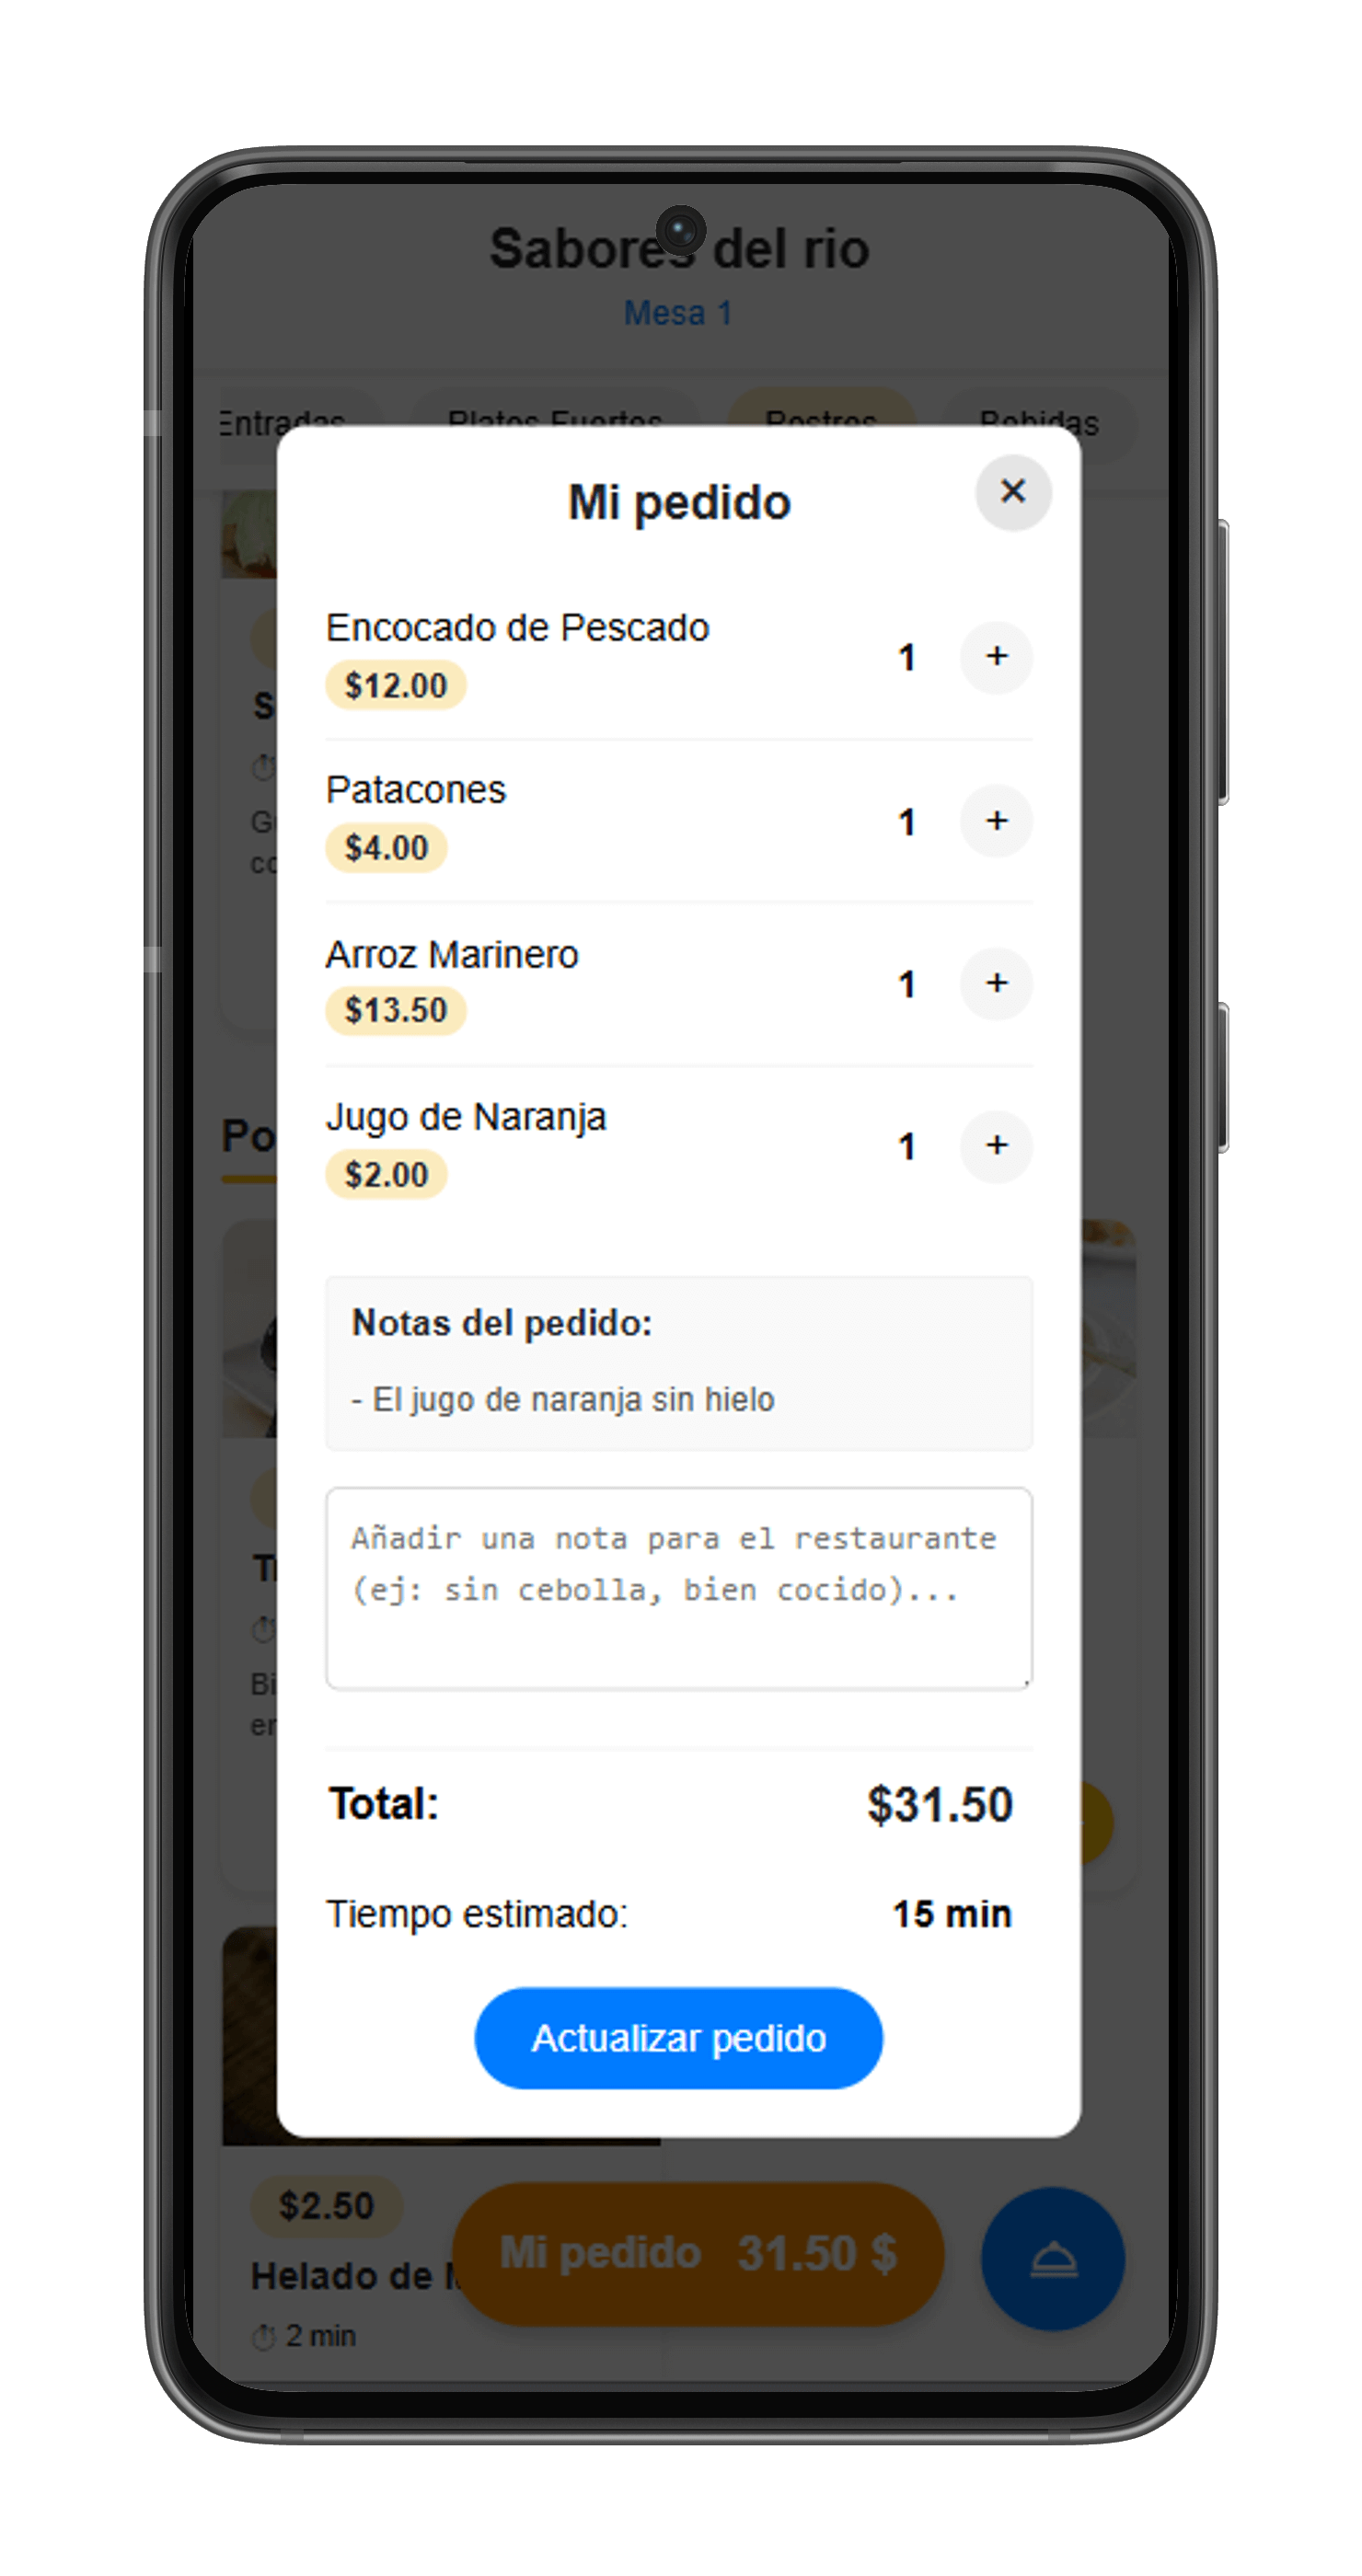 Sabores del rio
Mesa 1
Entradas Platos Fuertes Postres Bebidas
Mi pedido
×
Encocado de Pescado
$12.00
1 +
Patacones
$4.00
1 +
Arroz Marinero
$13.50
1 +
Jugo de Naranja
$2.00
1 +
Notas del pedido:
- El jugo de naranja sin hielo
Añadir una nota para el restaurante
(ej: sin cebolla, bien cocido)...
Total: $31.50
Tiempo estimado: 15 min
Actualizar pedido
$2.50
Mi pedido 31.50 $
Helado de
2 min